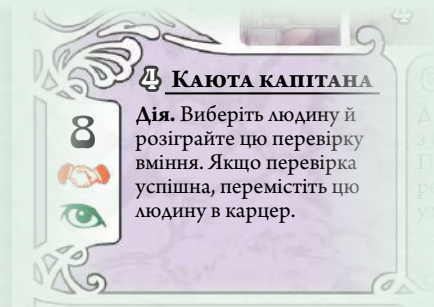 4 Каюта капітана
8
Дія. Виберіть людину й
розіграйте цю перевірку
вміння. Якщо перевірка
успішна, перемістіть цю
людину в карцер.